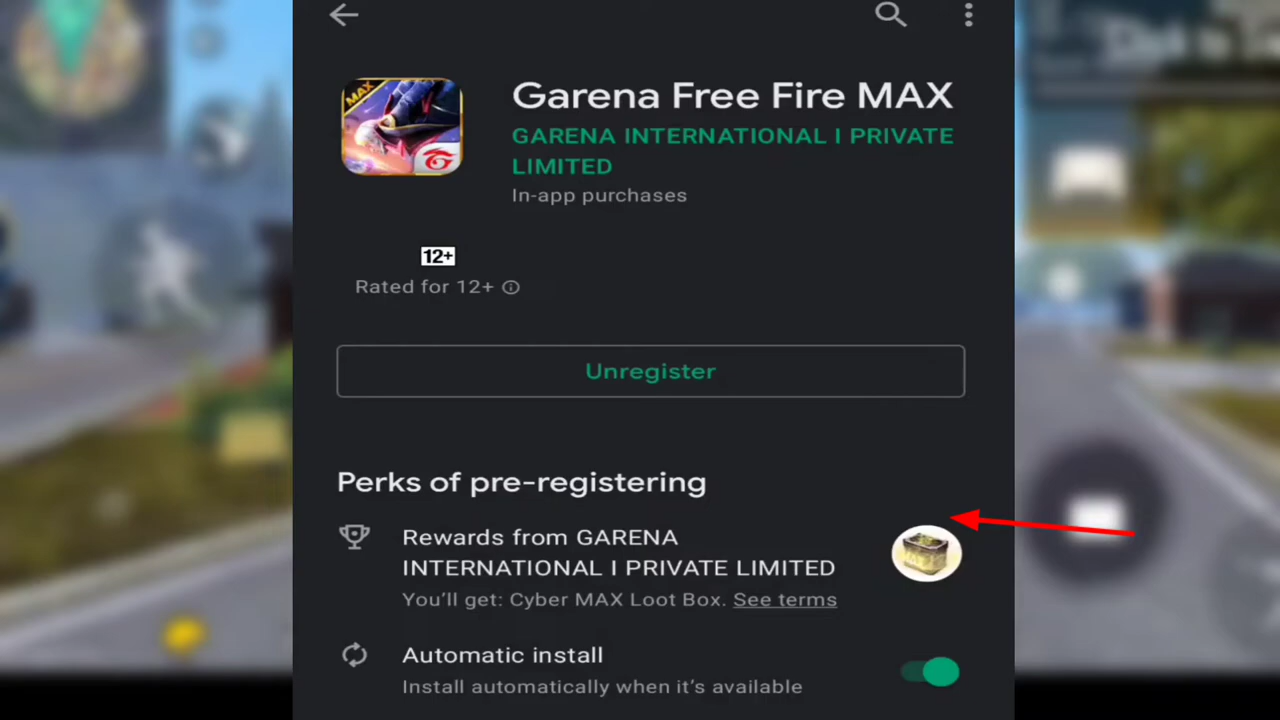 MAX
Garena Free Fire MAX
GARENA INTERNATIONAL I PRIVATE
LIMITED
In-app purchases
12+
Rated for 12+
Unregister
Perks of pre-registering
Rewards from GARENA
INTERNATIONAL I PRIVATE LIMITED
You'll get: Cyber MAX Loot Box. See terms
Automatic install
Install automatically when it's available